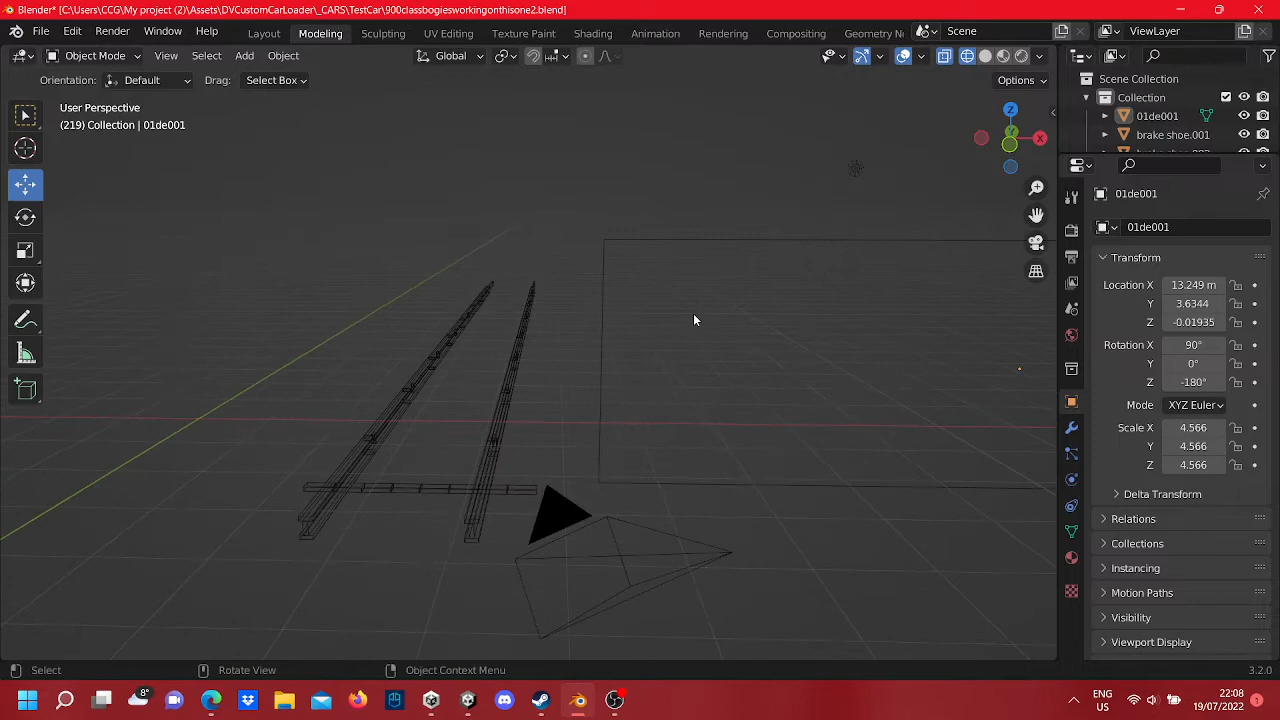 Blender* [C:\Users\CCG\My project (2)\Assets\DVCustomCarLoader\_CARS\TestCar\900classbogiesworkingonthisone2.blend]
File Edit Render Window Help Layout Modeling Sculpting UV Editing Texture Paint Shading Animation Rendering Compositing Geometry N Scene ViewLayer
Object Mode View Select Add Object Global
Orientation: Default Drag: Select Box Options
User Perspective
(219) Collection | 01de001
Z
Y
X
Scene Collection
Collection
01de001
brake shoe.001
01de001
01de001
Transform
Location X 13.249 m
Y 3.6344
Z -0.01935
Rotation X 90°
Y 0°
Z -180°
Mode XYZ Euler
Scale X 4.566
Y 4.566
Z 4.566
Delta Transform
Relations
Collections
Instancing
Motion Paths
Visibility
Viewport Display
Select Rotate View Object Context Menu 3.2.0
8°
ENG
US
22:08
19/07/2022
1